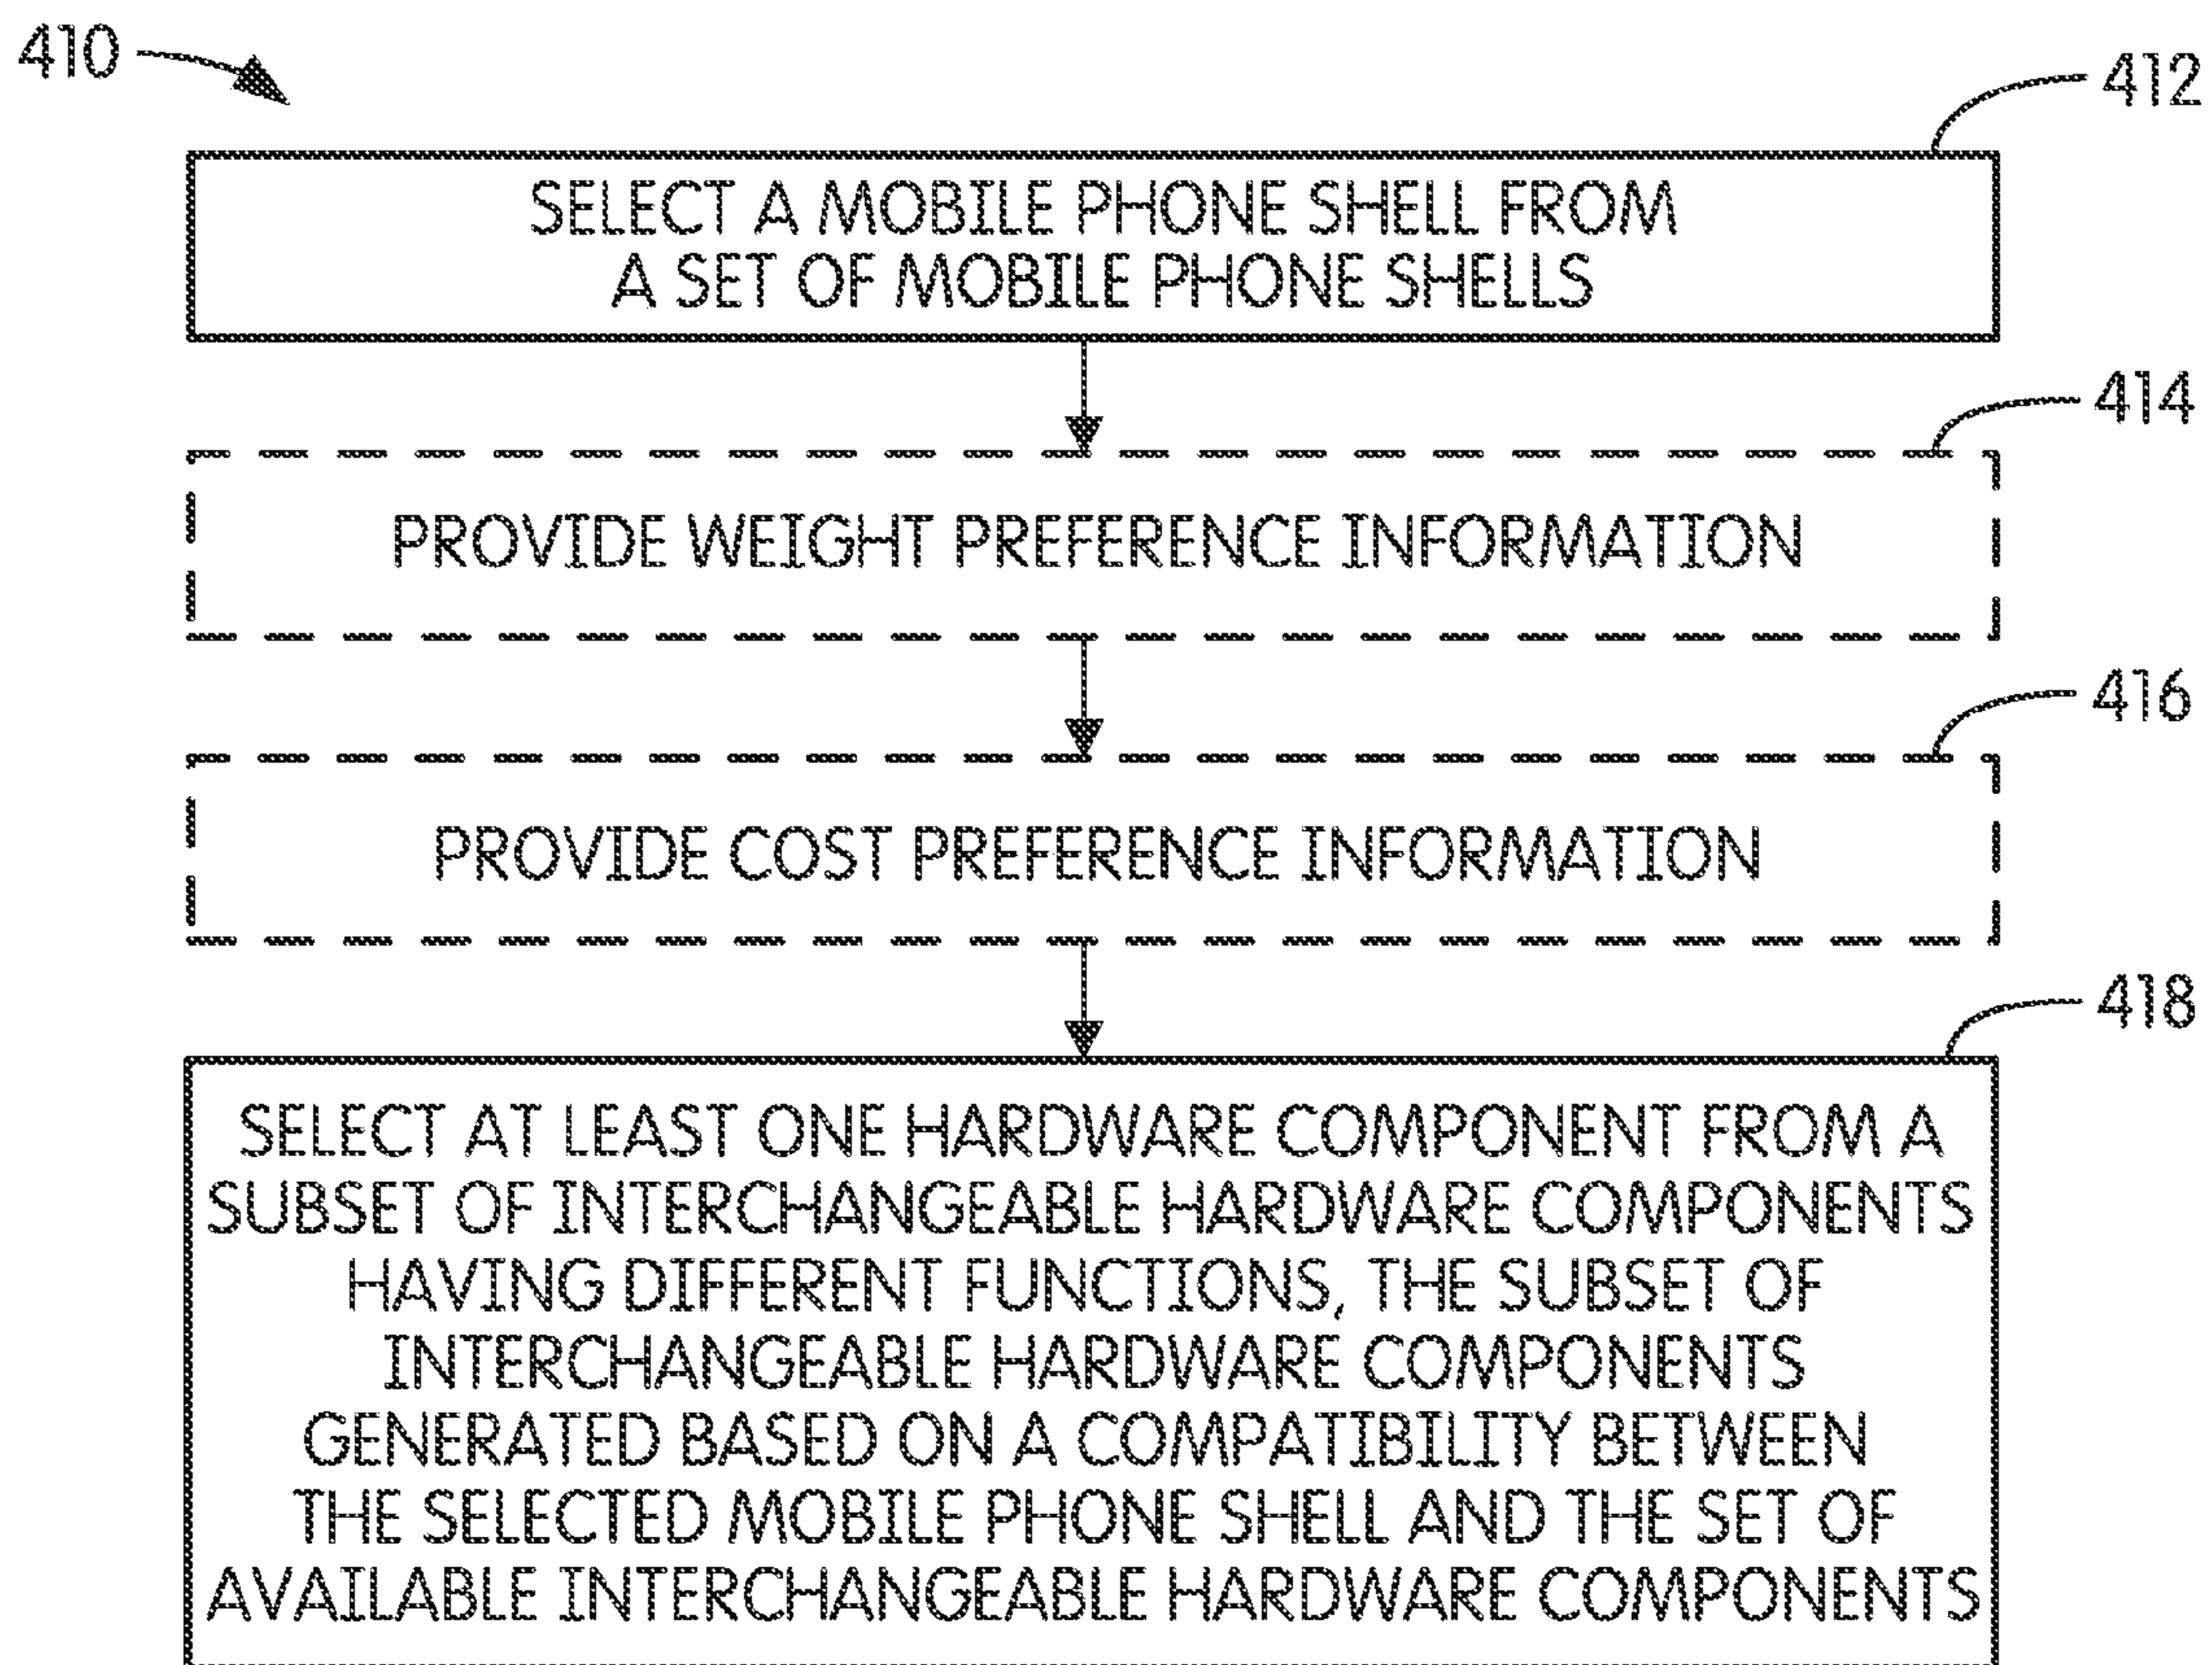 410
412
SELECT A MOBILE PHONE SHELL FROM
A SET OF MOBILE PHONE SHELLS
414
PROVIDE WEIGHT PREFERENCE INFORMATION
416
PROVIDE COST PREFERENCE INFORMATION
418
SELECT AT LEAST ONE HARDWARE COMPONENT FROM A
SUBSET OF INTERCHANGEABLE HARDWARE COMPONENTS
HAVING DIFFERENT FUNCTIONS, THE SUBSET OF
INTERCHANGEABLE HARDWARE COMPONENTS
GENERATED BASED ON A COMPATIBILITY BETWEEN
THE SELECTED MOBILE PHONE SHELL AND THE SET OF
AVAILABLE INTERCHANGEABLE HARDWARE COMPONENTS